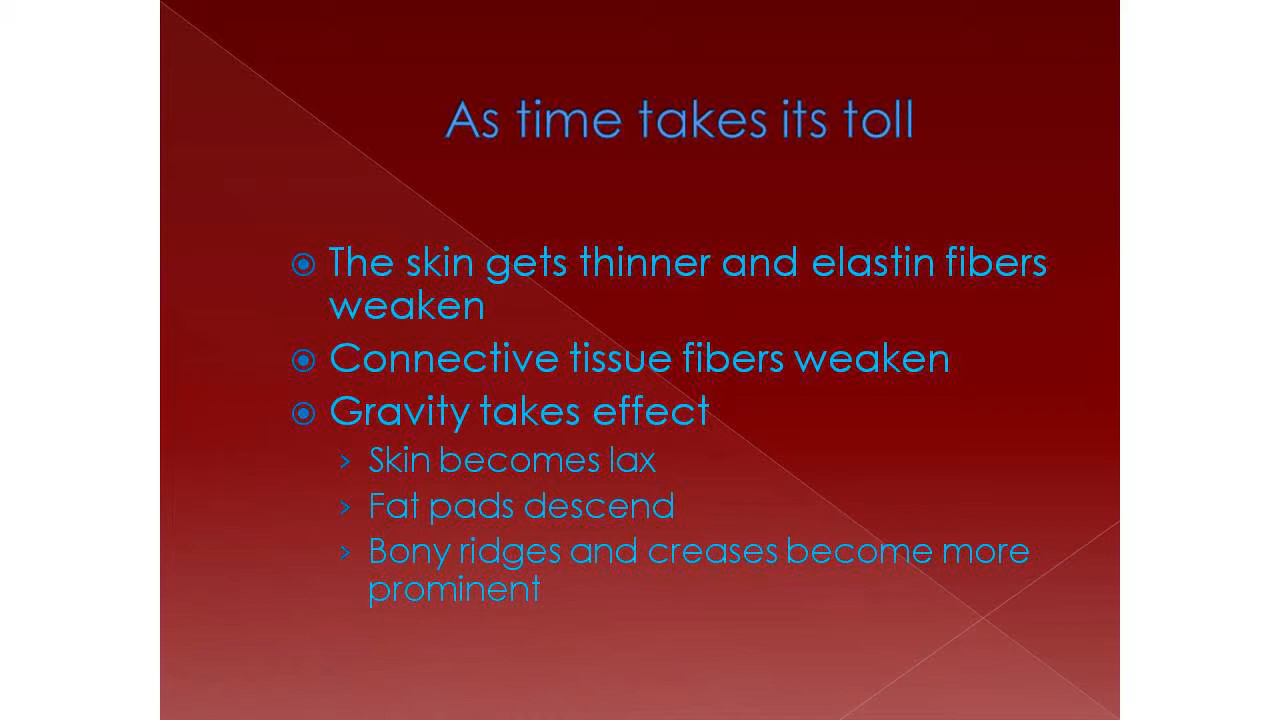 As time takes its toll
The skin gets thinner and elastin fibers
weaken
Connective tissue fibers weaken
Gravity takes effect
Skin becomes lax
Fat pads descend
Bony ridges and creases become more
prominent